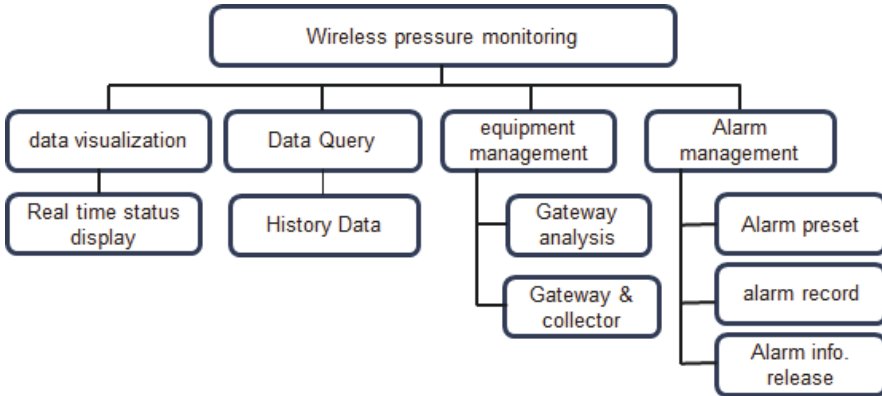 Wireless pressure monitoring
data visualization
Data Query
equipment
management
Alarm
management
Real time status
display
History Data
Gateway
analysis
Gateway &
collector
Alarm preset
alarm record
Alarm info.
release